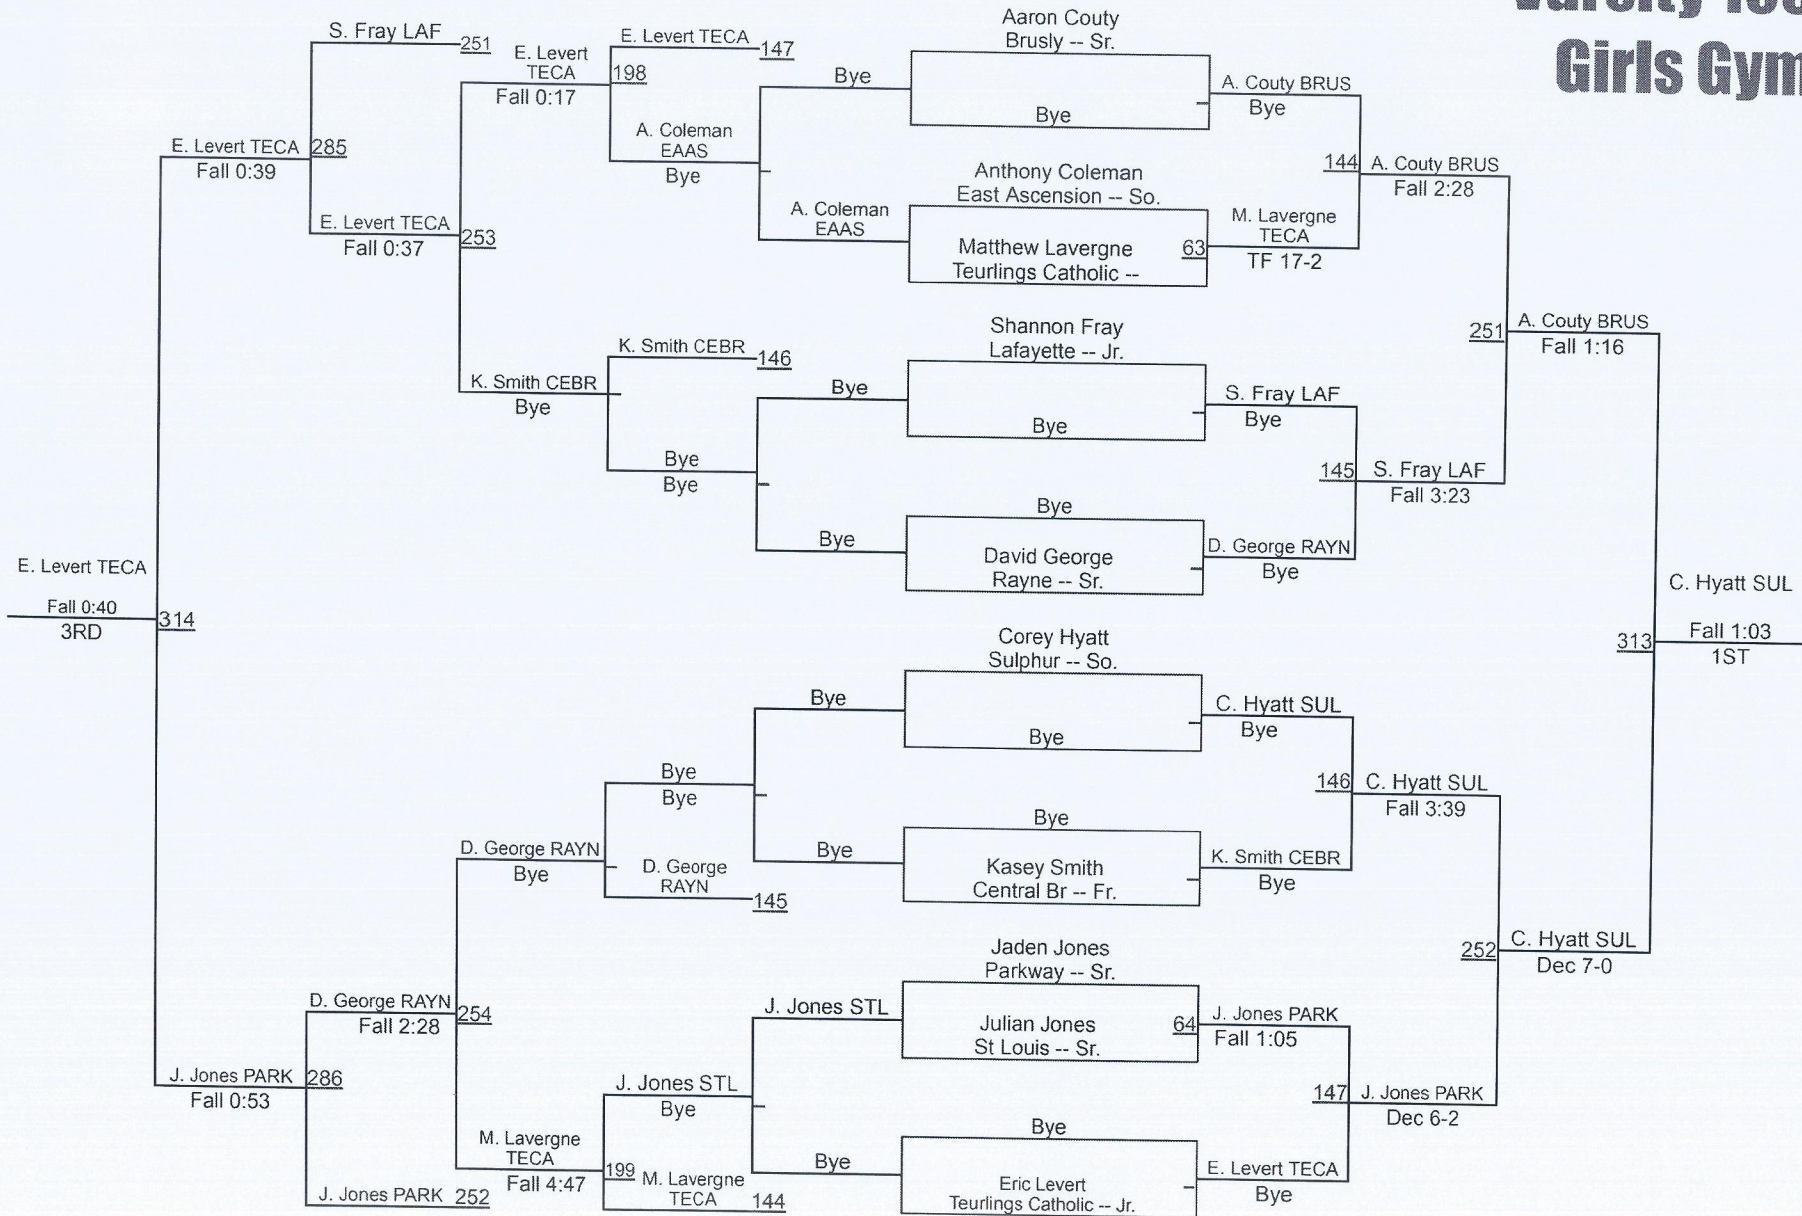 Girls Gym
S. Fray LAF
251
E. Levert
TECA
Fall 0:17
198
E. Levert TECA
147
Aaron Couty
Brusly -- Sr.
Bye
Bye
A. Couty BRUS
Bye
E. Levert TECA
Fall 0:39
285
A. Coleman
EAAS
Bye
144
A. Couty BRUS
Fall 2:28
Anthony Coleman
East Ascension -- So.
A. Coleman
EAAS
Matthew Lavergne
Teurlings Catholic --
63
M. Lavergne
TECA
TF 17-2
E. Levert TECA
Fall 0:37
253
Shannon Fray
Lafayette -- Jr.
251
A. Couty BRUS
Fall 1:16
K. Smith CEBR
146
K. Smith CEBR
Bye
Bye
Bye
S. Fray LAF
Bye
Bye
Bye
145
S. Fray LAF
Fall 3:23
Bye
Bye
David George
Rayne -- Sr.
D. George RAYN
Bye
E. Levert TECA
Fall 0:40
3RD
314
C. Hyatt SUL
313
Fall 1:03
1ST
Corey Hyatt
Sulphur -- So.
Bye
Bye
C. Hyatt SUL
Bye
Bye
Bye
146
C. Hyatt SUL
Fall 3:39
Bye
D. George RAYN
Bye
Bye
Kasey Smith
Central Br -- Fr.
K. Smith CEBR
Bye
D. George
RAYN
145
252
C. Hyatt SUL
Dec 7-0
Jaden Jones
Parkway -- Sr.
D. George RAYN
Fall 2:28
254
J. Jones STL
Julian Jones
St Louis -- Sr.
64
J. Jones PARK
Fall 1:05
J. Jones PARK
Fall 0:53
286
J. Jones STL
Bye
147
J. Jones PARK
Dec 6-2
Bye
M. Lavergne
TECA
Fall 4:47
199
Bye
Eric Levert
Teurlings Catholic -- Jr.
E. Levert TECA
Bye
J. Jones PARK 252
M. Lavergne
TECA
144